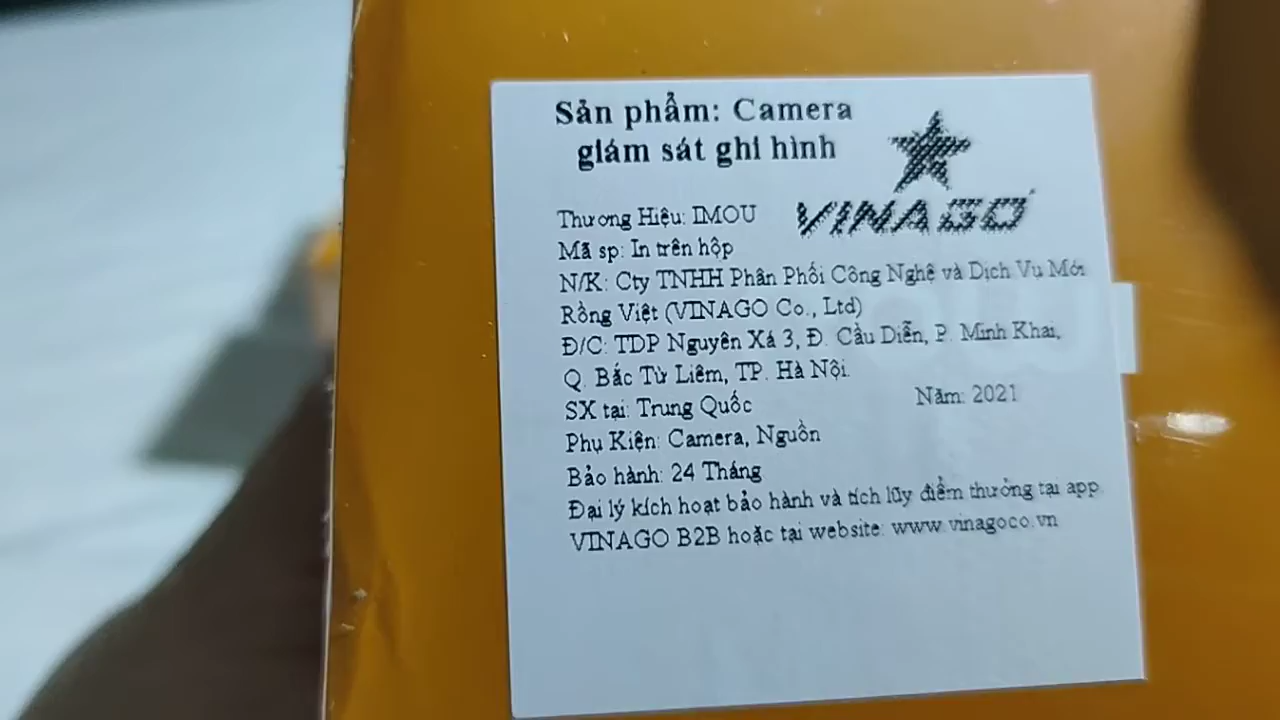 Sản phẩm: Camera
giám sát ghi hình
VINAGO
Thương Hiệu: IMOU
Mã sp: In trên hộp
N/K: Cty TNHH Phân Phối Công Nghệ và Dịch Vụ Mới
Rồng Việt (VINAGO Co., Ltd)
Đ/C: TDP Nguyên Xá 3, Đ. Cầu Diễn, P. Minh Khai,
Q. Bắc Từ Liêm, TP. Hà Nội.
SX tại: Trung Quốc Năm: 2021
Phụ Kiện: Camera, Nguồn
Bảo hành: 24 Tháng
Đại lý kích hoạt bảo hành và tích lũy điểm thưởng tại app
VINAGO B2B hoặc tại website: www.vinagoco.vn